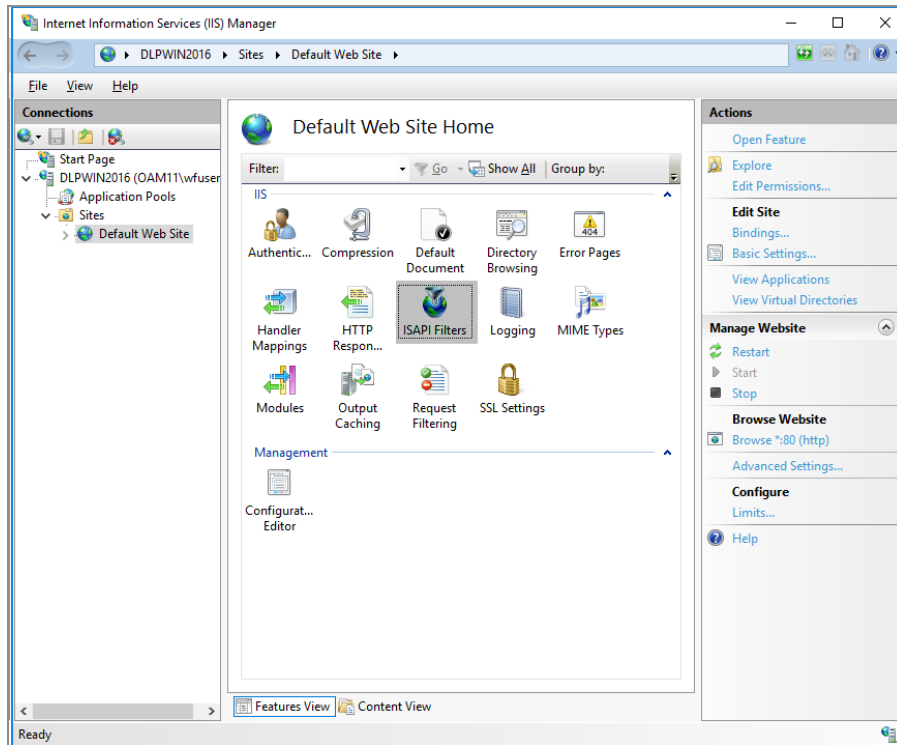 Internet Information Services (IIS) Manager
DLPWIN2016 Sites Default Web Site
File View Help
Connections
Start Page
DLPWIN2016 (OAM11\wfuser
Application Pools
Sites
Default Web Site
Default Web Site Home
Filter: Go Show All Group by:
IIS
Authentic... Compression Default Document Directory Browsing Error Pages
404
Handler Mappings HTTP Respon... ISAPI Filters Logging MIME Types
Modules Output Caching Request Filtering SSL Settings
Management
Configurat... Editor
Features View Content View
Actions
Open Feature
Explore
Edit Permissions...
Edit Site
Bindings...
Basic Settings...
View Applications
View Virtual Directories
Manage Website
Restart
Start
Stop
Browse Website
Browse *:80 (http)
Advanced Settings...
Configure
Limits...
Help
Ready